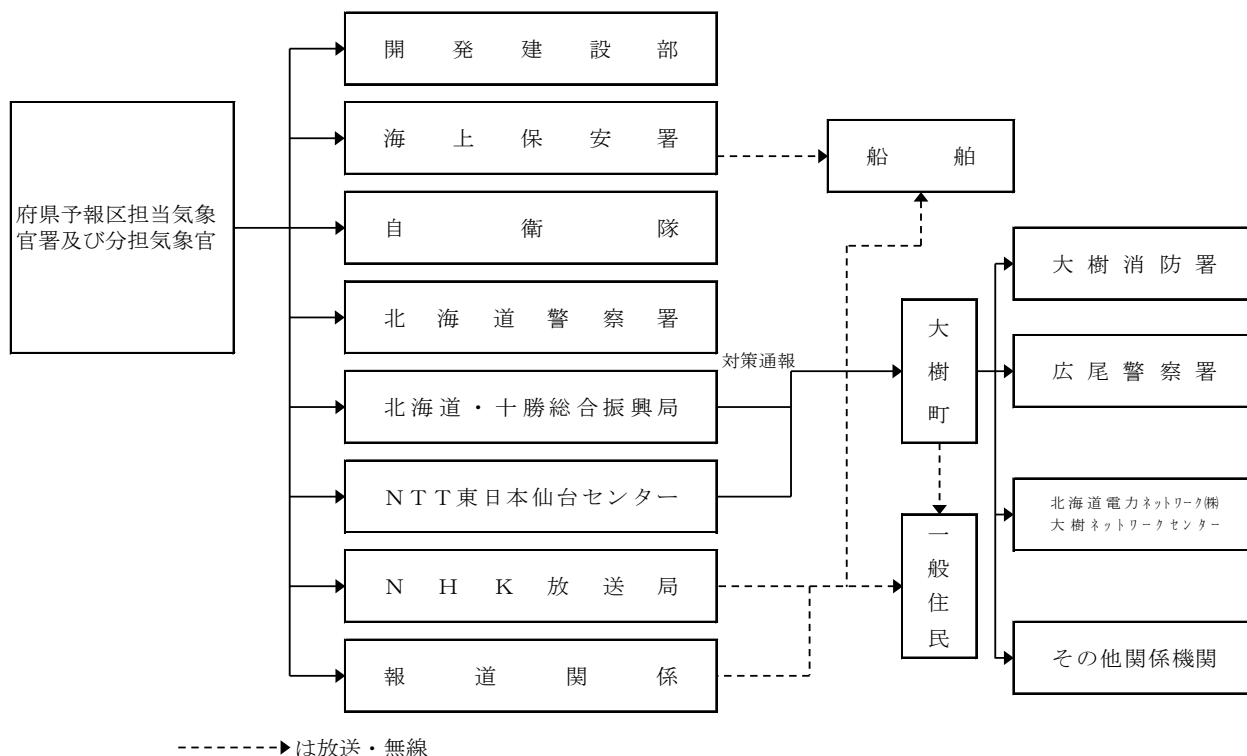 開発建設部
海上保安署
船舶
府県予報区担当気象
官署及び分担気象官
自衛隊
大樹消防署
北海道警察署
大樹町
対策通報
広尾警察署
北海道・十勝総合振興局
NTT東日本仙台センター
北海道電力ネットワーク㈱
大樹ネットワークセンター
NHK放送局
一般住民
その他関係機関
報道関係
は放送・無線